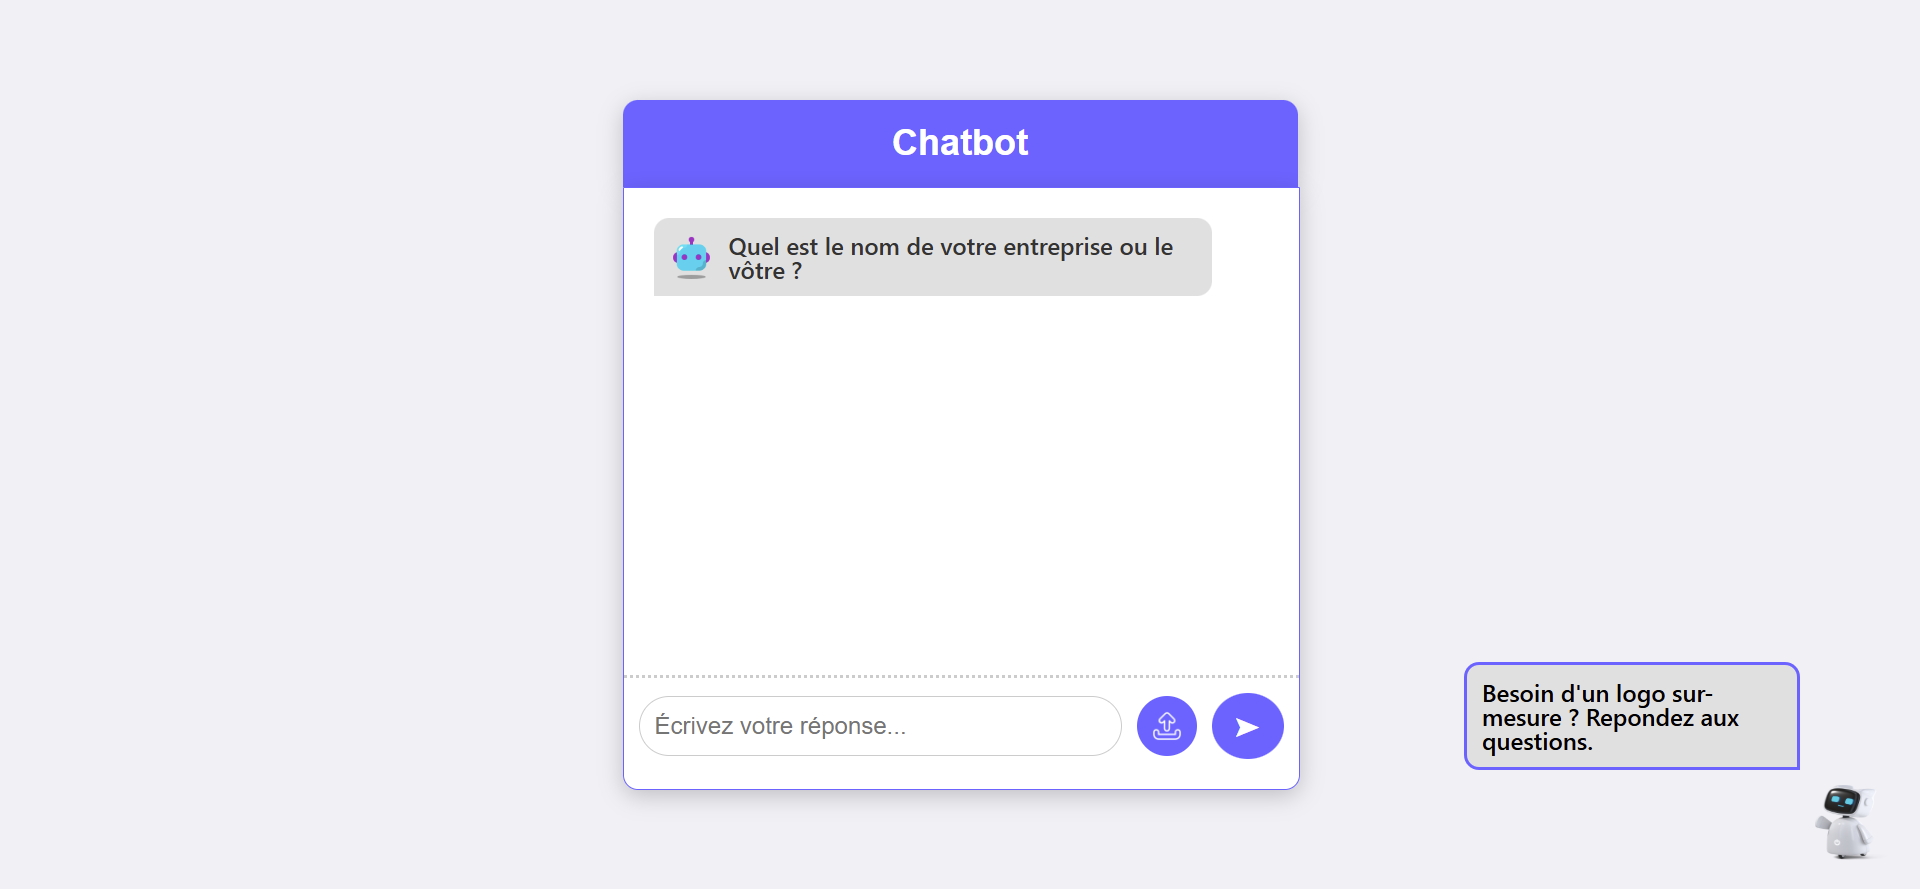 Chatbot
Quel est le nom de votre entreprise ou le
vôtre ?
Écrivez votre réponse...
Besoin d'un logo sur-
mesure ? Repondez aux
questions.